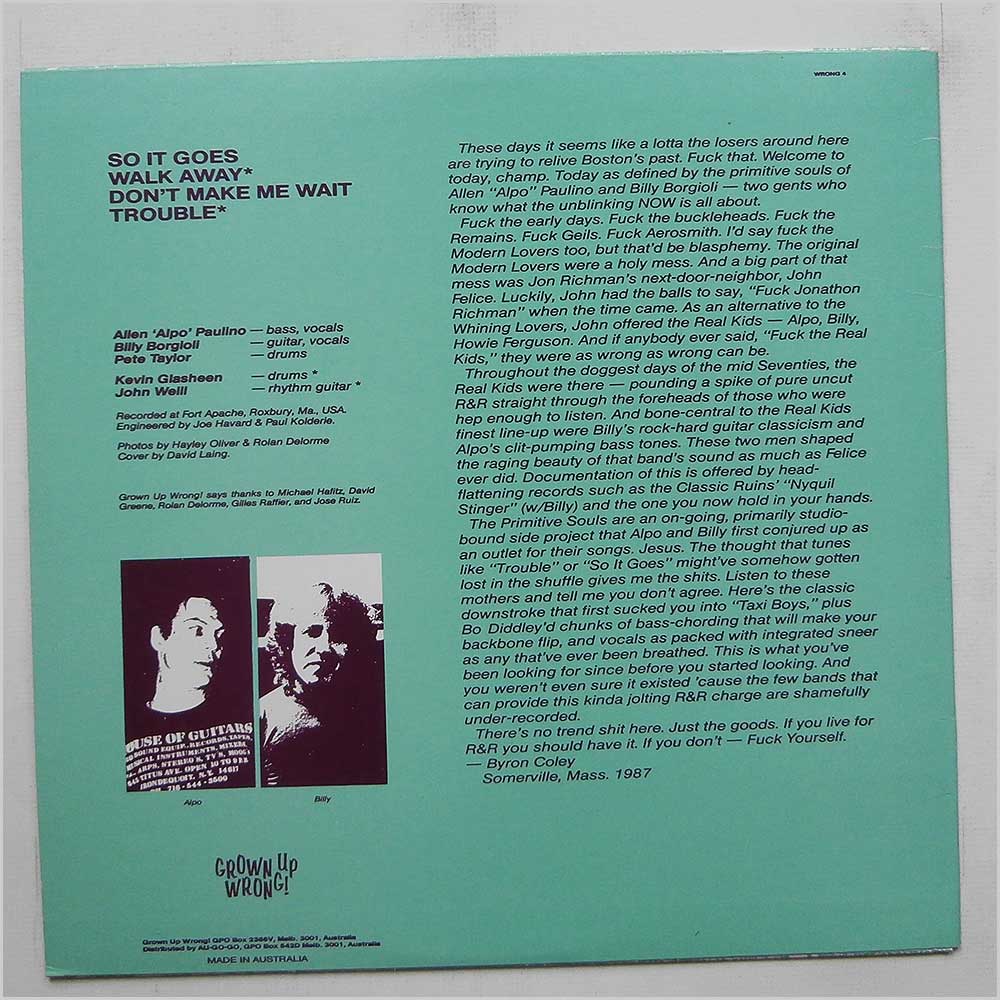 WRONG 4
SO IT GOES
WALK AWAY*
DON'T MAKE ME WAIT
TROUBLE*
Allen 'Alpo' Paulino — bass, vocals
Billy Borgioli — guitar, vocals
Pete Taylor — drums
Kevin Glasheen — drums *
John Weill — rhythm guitar *
Recorded at Fort Apache, Roxbury, Ma., USA.
Engineered by Joe Havard & Paul Kolderie.
Photos by Hayley Oliver & Rolan Delorme
Cover by David Laing.
Grown Up Wrong! says thanks to Michael Hafitz, David
Greene, Rolan Delorme, Gilles Raffier, and Jose Ruiz.
USE OF GUITARS
SOUND EQUIP., RECORDS, TAPES,
MUSICAL INSTRUMENTS, MIXERS,
ARPS, STEREO'S, TV'S, MOOG'S
645 TITUS AVE. OPEN 10 TO 9
IRONDEQUOIT, N.Y. 14617
716-544-3500
Alpo
Billy
GROWN UP
WRONG!
Grown Up Wrong! GPO Box 2366V, Melb. 3001, Australia
Distributed by AU-GO-GO, GPO Box 542D Melb. 3001, Australia
MADE IN AUSTRALIA
These days it seems like a lotta the losers around here
are trying to relive Boston's past. Fuck that. Welcome to
today, champ. Today as defined by the primitive souls of
Allen "Alpo" Paulino and Billy Borgioli — two gents who
know what the unblinking NOW is all about.
Fuck the early days. Fuck the buckleheads. Fuck the
Remains. Fuck Geils. Fuck Aerosmith. I'd say fuck the
Modern Lovers too, but that'd be blasphemy. The original
Modern Lovers were a holy mess. And a big part of that
mess was Jon Richman's next-door-neighbor, John
Felice. Luckily, John had the balls to say, "Fuck Jonathon
Richman" when the time came. As an alternative to the
Whining Lovers, John offered the Real Kids — Alpo, Billy,
Howie Ferguson. And if anybody ever said, "Fuck the Real
Kids," they were as wrong as wrong can be.
Throughout the doggest days of the mid Seventies, the
Real Kids were there — pounding a spike of pure uncut
R&R straight through the foreheads of those who were
hep enough to listen. And bone-central to the Real Kids
finest line-up were Billy's rock-hard guitar classicism and
Alpo's clit-pumping bass tones. These two men shaped
the raging beauty of that band's sound as much as Felice
ever did. Documentation of this is offered by head-
flattening records such as the Classic Ruins' "Nyquil
Stinger" (w/Billy) and the one you now hold in your hands.
The Primitive Souls are an on-going, primarily studio-
bound side project that Alpo and Billy first conjured up as
an outlet for their songs. Jesus. The thought that tunes
like "Trouble" or "So It Goes" might've somehow gotten
lost in the shuffle gives me the shits. Listen to these
mothers and tell me you don't agree. Here's the classic
downstroke that first sucked you into "Taxi Boys," plus
Bo Diddley'd chunks of bass-chording that will make your
backbone flip, and vocals as packed with integrated sneer
as any that've ever been breathed. This is what you've
been looking for since before you started looking. And
you weren't even sure it existed 'cause the few bands that
can provide this kinda jolting R&R charge are shamefully
under-recorded.
There's no trend shit here. Just the goods. If you live for
R&R you should have it. If you don't — Fuck Yourself.
— Byron Coley
Somerville, Mass. 1987